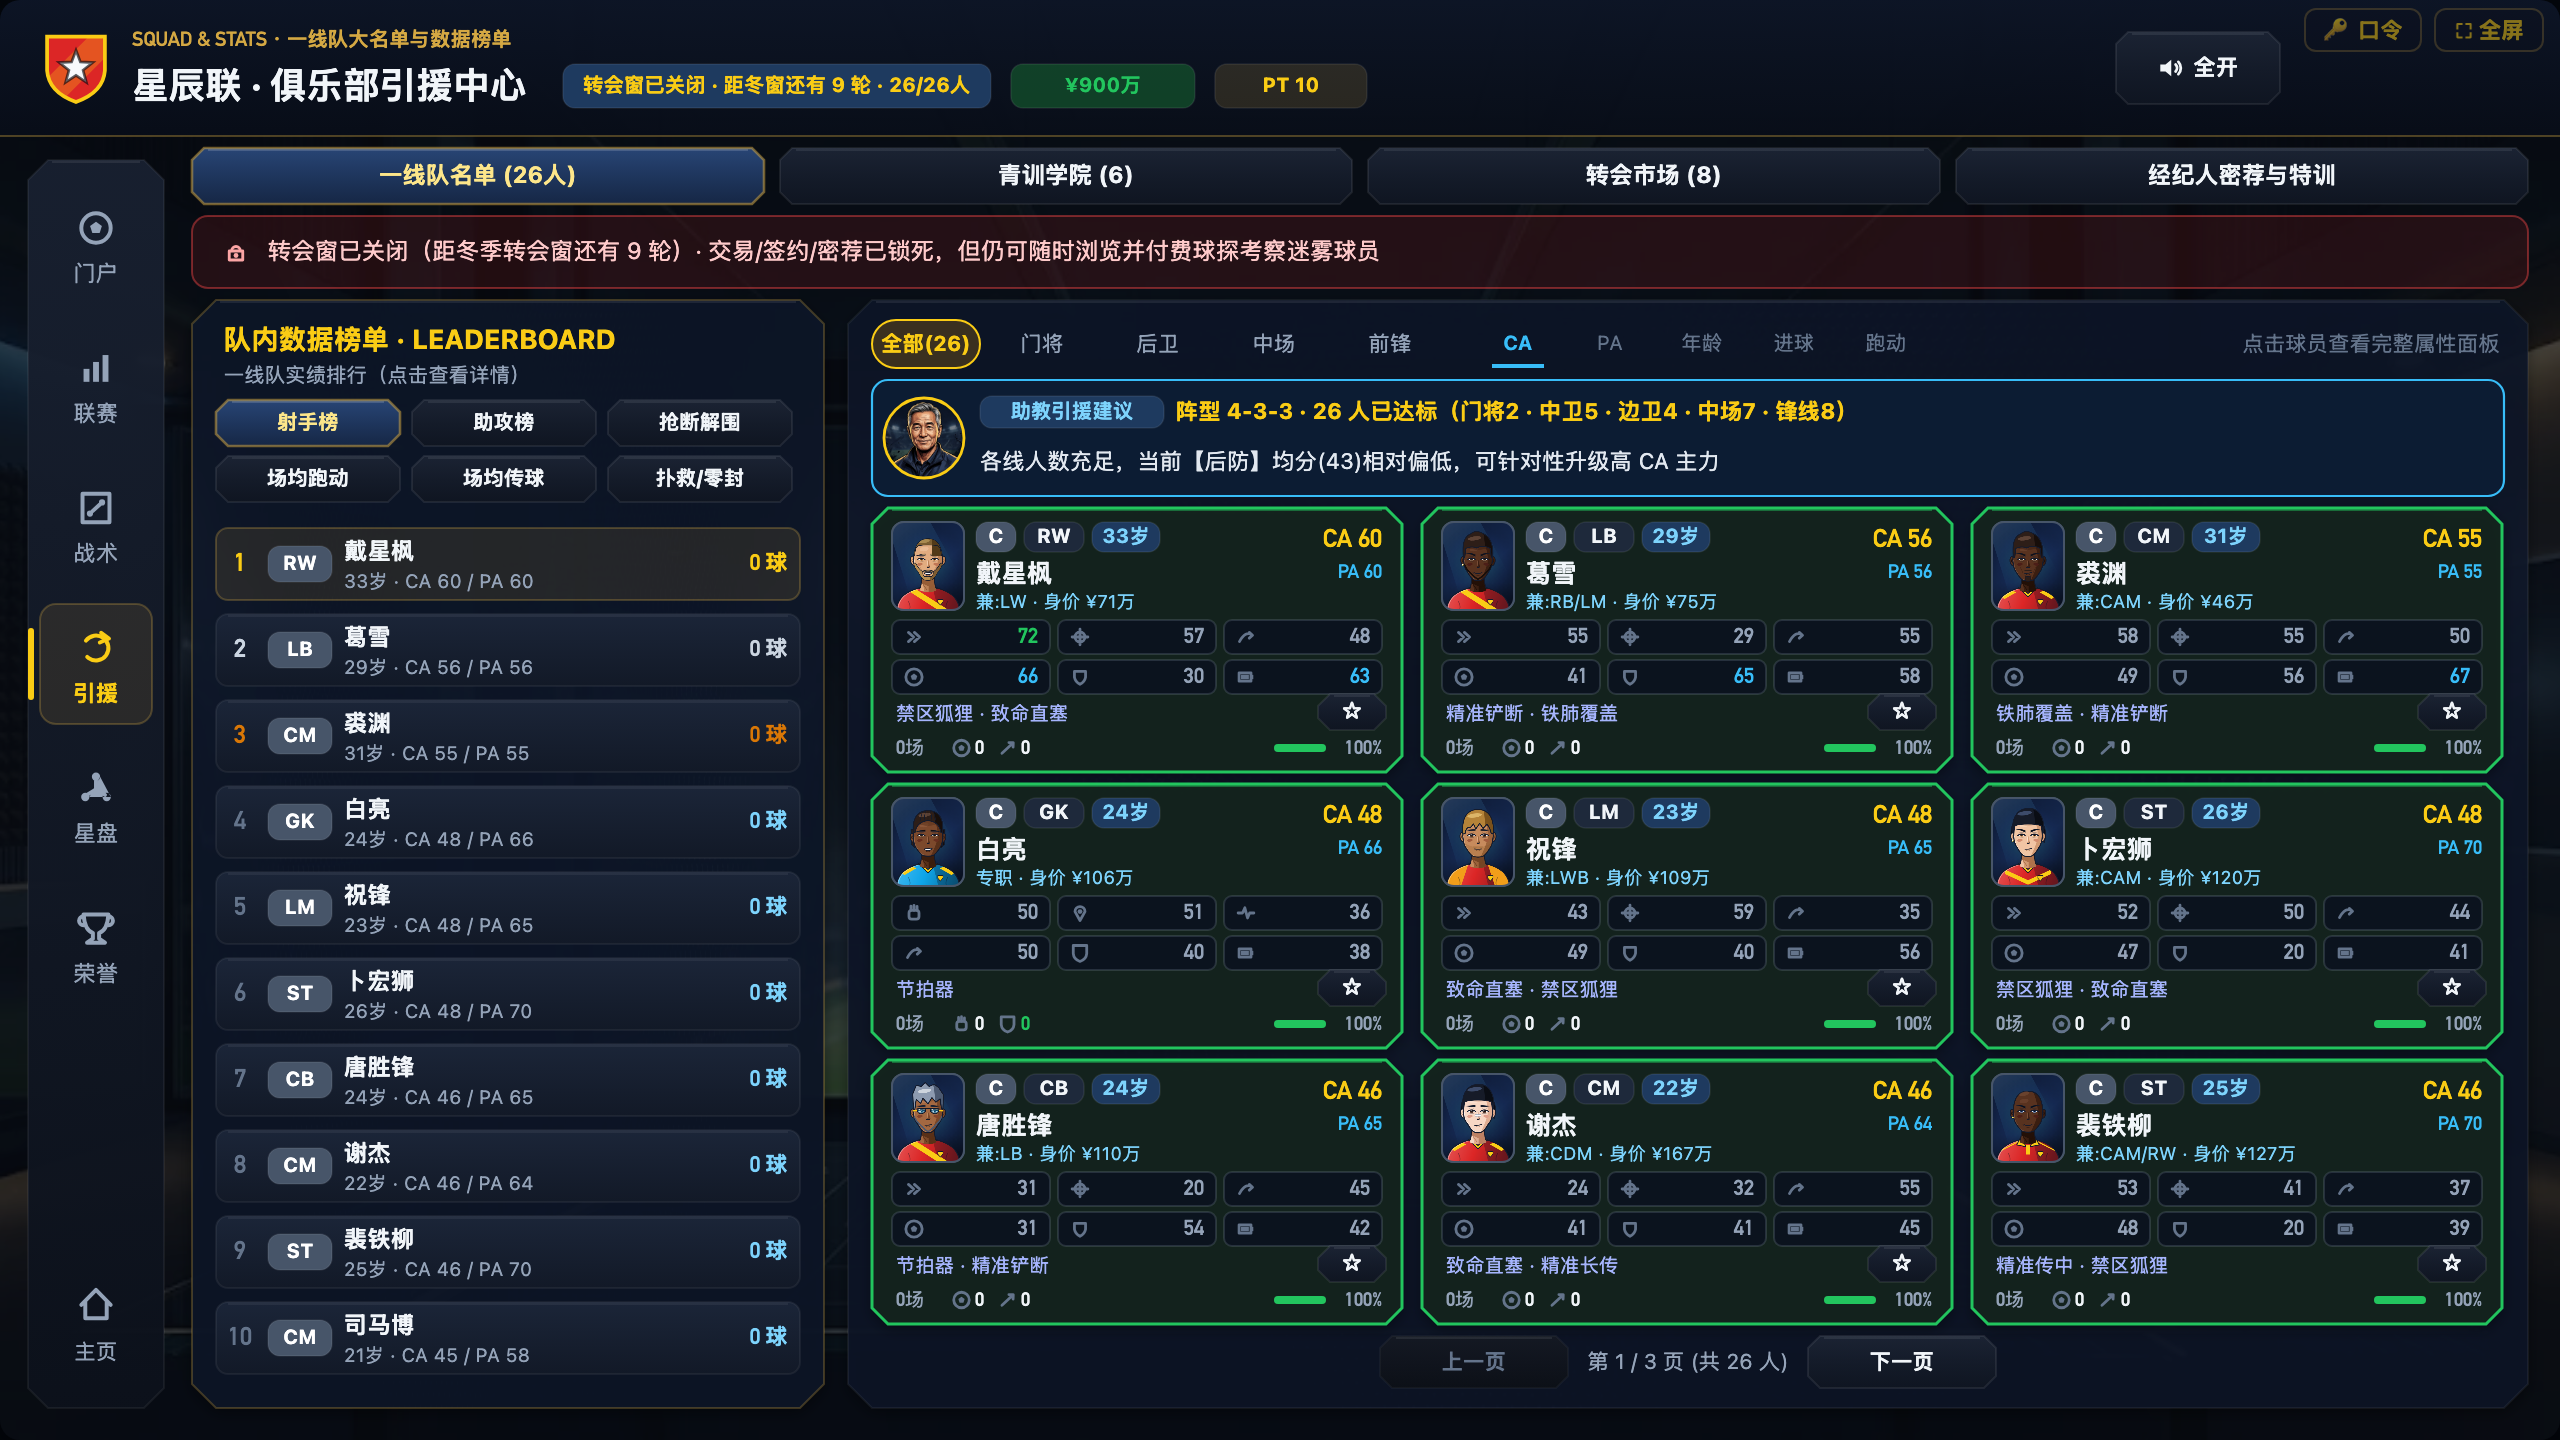 SQUAD & STATS · 一线队大名单与数据榜单
星辰联 · 俱乐部引援中心
转会窗已关闭 · 距冬窗还有 9 轮 · 26/26人
¥900万
PT 10
全开
口令
全屏
门户
联赛
战术
引援
星盘
荣誉
主页
一线队名单 (26人)
青训学院 (6)
转会市场 (8)
经纪人密荐与特训
转会窗已关闭（距冬季转会窗还有 9 轮）· 交易/签约/密荐已锁死，但仍可随时浏览并付费球探考察迷雾球员
队内数据榜单 · LEADERBOARD
一线队实绩排行（点击查看详情）
射手榜
助攻榜
抢断解围
场均跑动
场均传球
扑救/零封
1 RW 戴星枫 0 球
33岁 · CA 60 / PA 60
2 LB 葛雪 0 球
29岁 · CA 56 / PA 56
3 CM 裘渊 0 球
31岁 · CA 55 / PA 55
4 GK 白亮 0 球
24岁 · CA 48 / PA 66
5 LM 祝锋 0 球
23岁 · CA 48 / PA 65
6 ST 卜宏狮 0 球
26岁 · CA 48 / PA 70
7 CB 唐胜锋 0 球
24岁 · CA 46 / PA 65
8 CM 谢杰 0 球
22岁 · CA 46 / PA 64
9 ST 裴铁柳 0 球
25岁 · CA 46 / PA 70
10 CM 司马博 0 球
21岁 · CA 45 / PA 58
全部(26) 门将 后卫 中场 前锋 CA PA 年龄 进球 跑动
点击球员查看完整属性面板
助教引援建议 阵型 4-3-3 · 26 人已达标（门将2 · 中卫5 · 边卫4 · 中场7 · 锋线8）
各线人数充足，当前【后防】均分(43)相对偏低，可针对性升级高 CA 主力
C RW 33岁 CA 60
戴星枫 PA 60
兼:LW · 身价 ¥71万
72 57 48
66 30 63
禁区狐狸 · 致命直塞
0场 0 0 100%
C LB 29岁 CA 56
葛雪 PA 56
兼:RB/LM · 身价 ¥75万
55 29 55
41 65 58
精准铲断 · 铁肺覆盖
0场 0 0 100%
C CM 31岁 CA 55
裘渊 PA 55
兼:CAM · 身价 ¥46万
58 55 50
49 56 67
铁肺覆盖 · 精准铲断
0场 0 0 100%
C GK 24岁 CA 48
白亮 PA 66
专职 · 身价 ¥106万
50 51 36
50 40 38
节拍器
0场 0 0 100%
C LM 23岁 CA 48
祝锋 PA 65
兼:LWB · 身价 ¥109万
43 59 35
49 40 56
致命直塞 · 禁区狐狸
0场 0 0 100%
C ST 26岁 CA 48
卜宏狮 PA 70
兼:CAM · 身价 ¥120万
52 50 44
47 20 41
禁区狐狸 · 致命直塞
0场 0 0 100%
C CB 24岁 CA 46
唐胜锋 PA 65
兼:LB · 身价 ¥110万
31 20 45
31 54 42
节拍器 · 精准铲断
0场 0 0 100%
C CM 22岁 CA 46
谢杰 PA 64
兼:CDM · 身价 ¥167万
24 32 55
41 41 45
致命直塞 · 精准长传
0场 0 0 100%
C ST 25岁 CA 46
裴铁柳 PA 70
兼:CAM/RW · 身价 ¥127万
53 41 37
48 20 39
精准传中 · 禁区狐狸
0场 0 0 100%
上一页 第 1 / 3 页 (共 26 人) 下一页